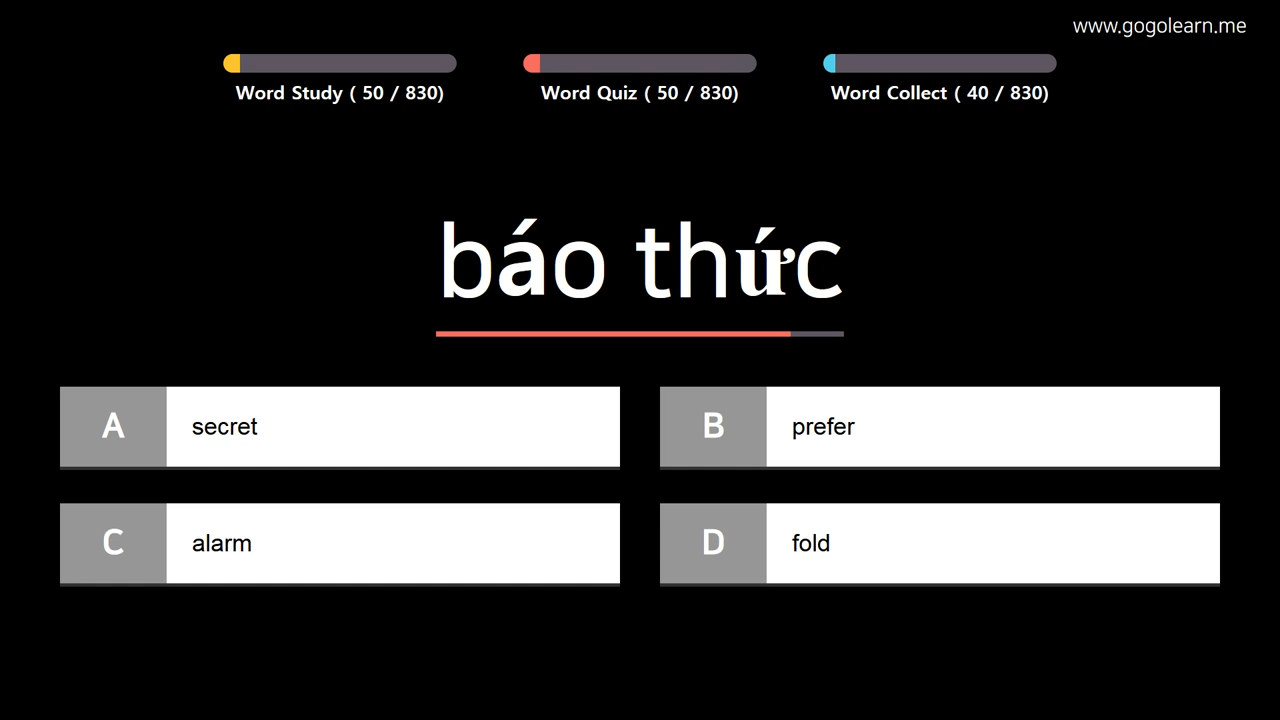 www.gogolearn.me
Word Study ( 50 / 830)
Word Quiz ( 50 / 830)
Word Collect ( 40 / 830)
báo thức
A secret
B prefer
C alarm
D fold